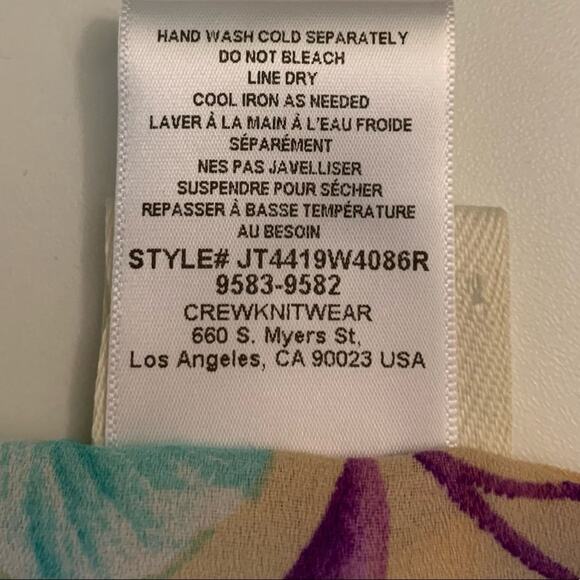 HAND WASH COLD SEPARATELY
DO NOT BLEACH
LINE DRY
COOL IRON AS NEEDED
LAVER À LA MAIN À L'EAU FROIDE
SÉPARÉMENT
NES PAS JAVELLISER
SUSPENDRE POUR SÉCHER
REPASSER À BASSE TEMPÉRATURE
AU BESOIN
STYLE# JT4419W4086R
9583-9582
CREWKNITWEAR
660 S. Myers St,
Los Angeles, CA 90023 USA